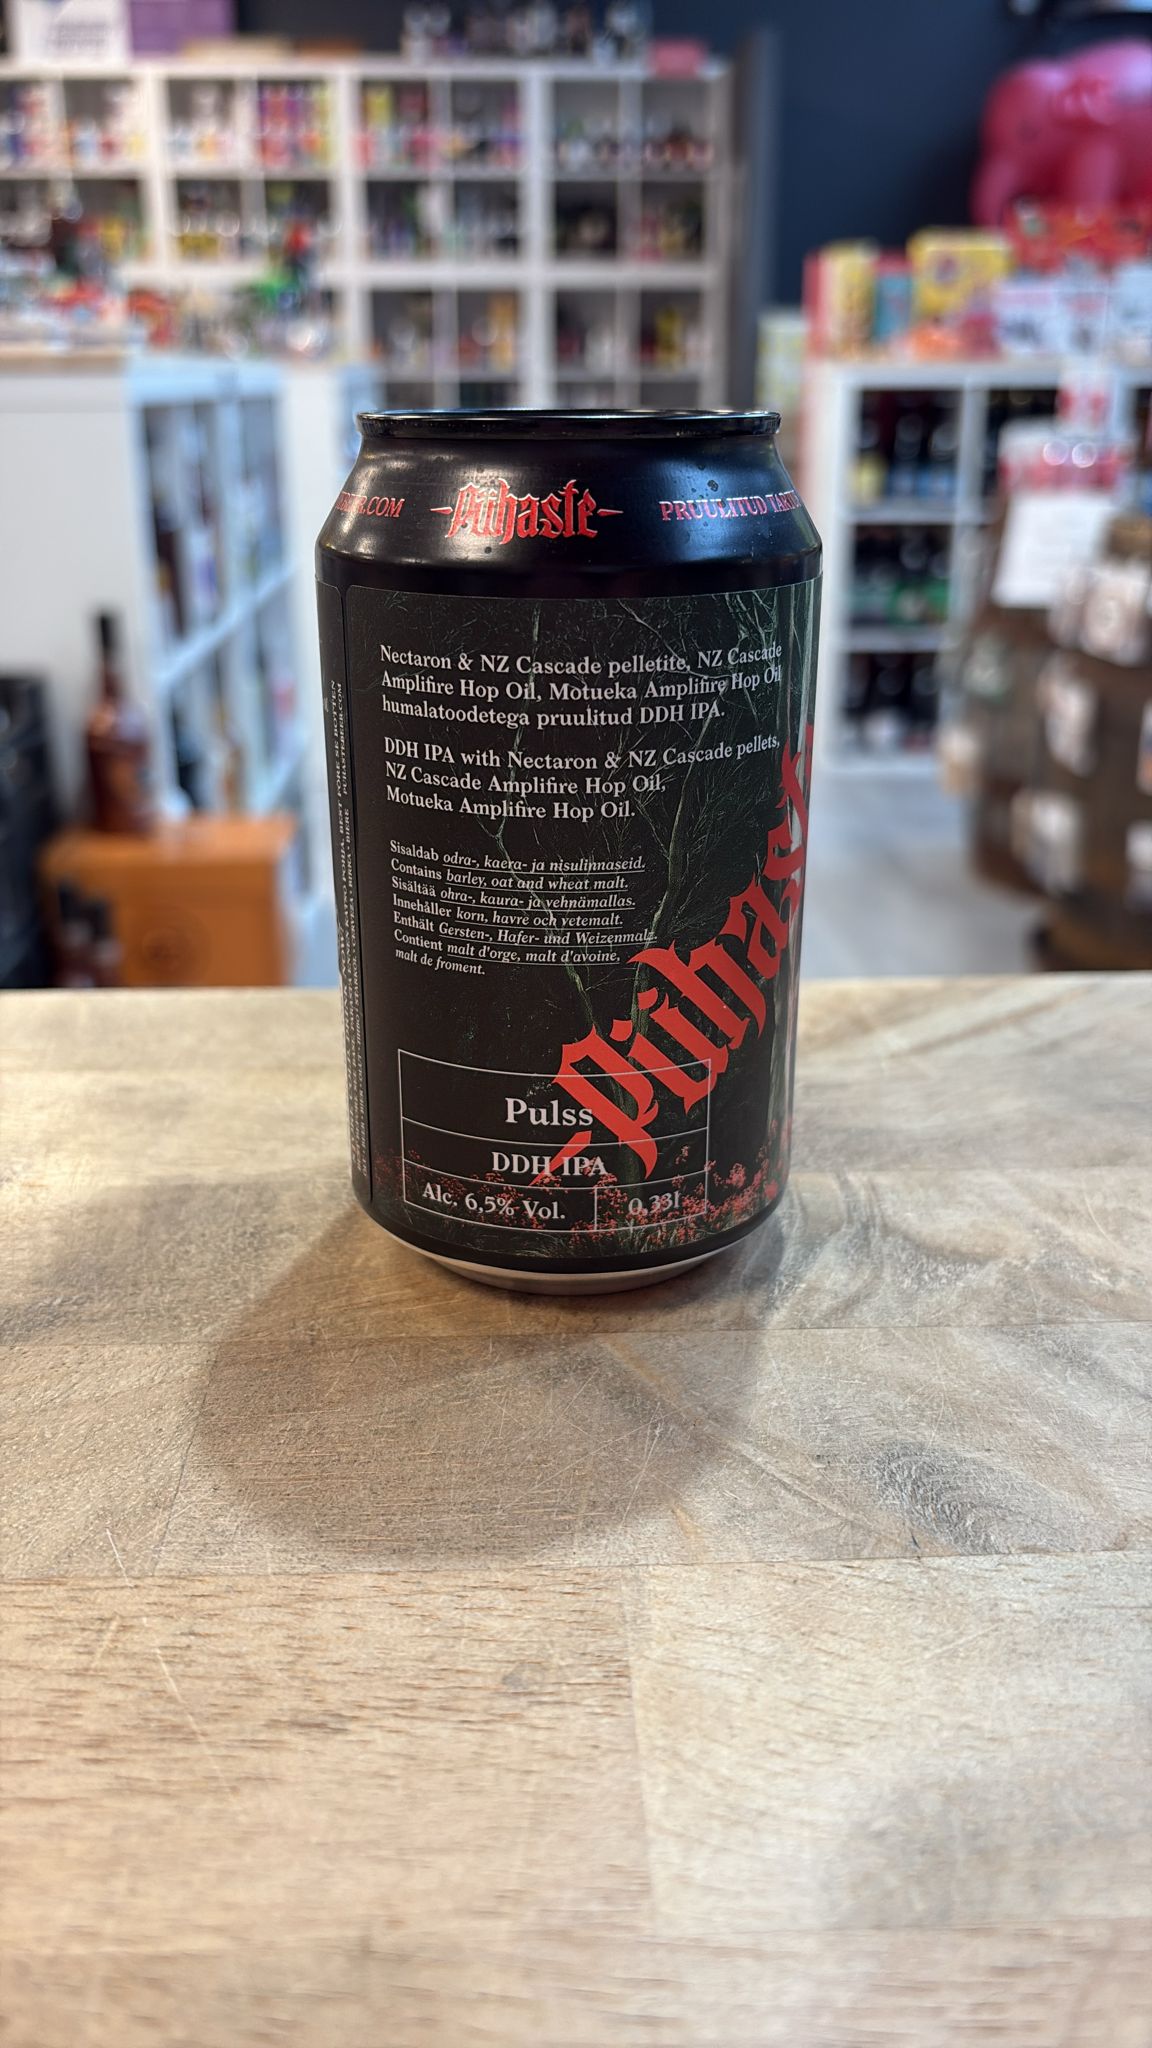 Pühaste
PRUULITUD
Nectaron & NZ Cascade pelletite, NZ Cascade
Amplifire Hop Oil, Motueka Amplifire Hop Oil
humalatoodetega pruulitud DDH IPA.
DDH IPA with Nectaron & NZ Cascade pellets,
NZ Cascade Amplifire Hop Oil,
Motueka Amplifire Hop Oil.
Sisaldab odra-, kaera- ja nisulinnaseid.
Contains barley, oat and wheat malt.
Sisältää ohra-, kaura- ja vehnämallas.
Innehåller korn, havre och vetemalt.
Enthält Gersten-, Hafer- und Weizenmalz.
Contient malt d'orge, malt d'avoine,
malt de froment.
Pühaste
Pulss
DDH IPA
Alc. 6,5% Vol.
0,33l
PUHASTEBEER.COM